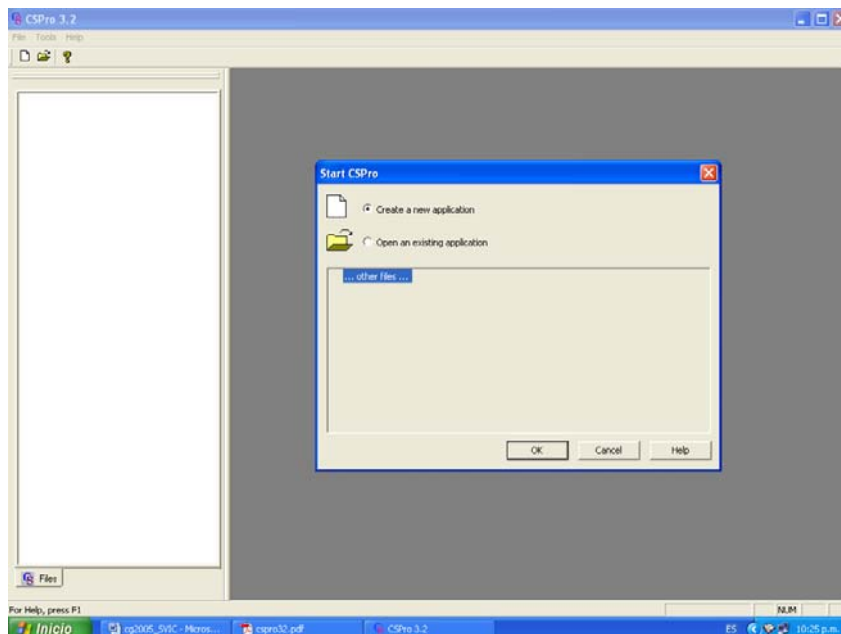 CSPro 3.2
File Tools Help
Start CSPro
Create a new application
Open an existing application
... other files ...
OK Cancel Help
Files
For Help, press F1
NUM
Inicio cg2005_SVIC - Micros... cspro32.pdf CSPro 3.2 ES 10:25 p.m.